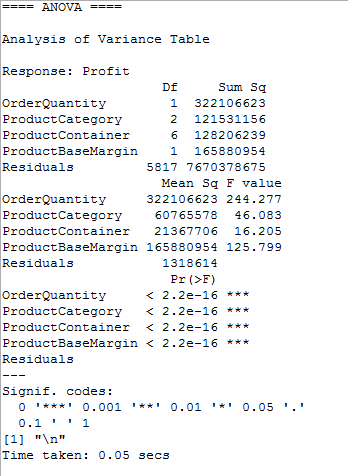 ==== ANOVA ====
Analysis of Variance Table
Response: Profit
Df Sum Sq
OrderQuantity 1 322106623
ProductCategory 2 121531156
ProductContainer 6 128206239
ProductBaseMargin 1 165880954
Residuals 5817 7670378675
Mean Sq F value
OrderQuantity 322106623 244.277
ProductCategory 60765578 46.083
ProductContainer 21367706 16.205
ProductBaseMargin 165880954 125.799
Residuals 1318614
Pr(>F)
OrderQuantity < 2.2e-16 ***
ProductCategory < 2.2e-16 ***
ProductContainer < 2.2e-16 ***
ProductBaseMargin < 2.2e-16 ***
Residuals
---
Signif. codes:
0 '***' 0.001 '**' 0.01 '*' 0.05 '.'
0.1 ' ' 1
[1] "\n"
Time taken: 0.05 secs